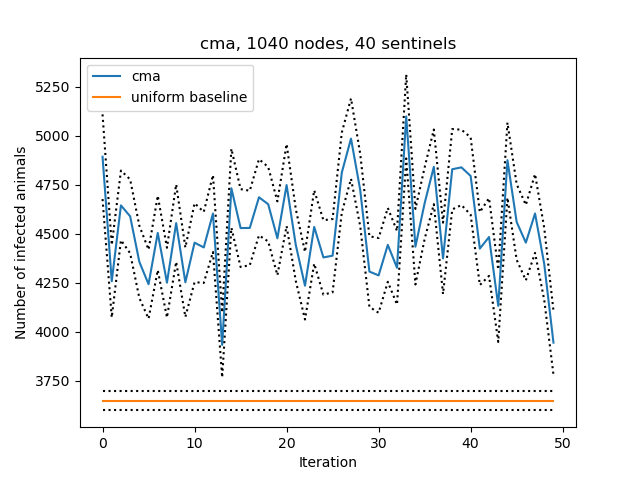 cma, 1040 nodes, 40 sentinels
cma
uniform baseline
Number of infected animals
5250
5000
4750
4500
4250
4000
3750
0 10 20 30 40 50
Iteration